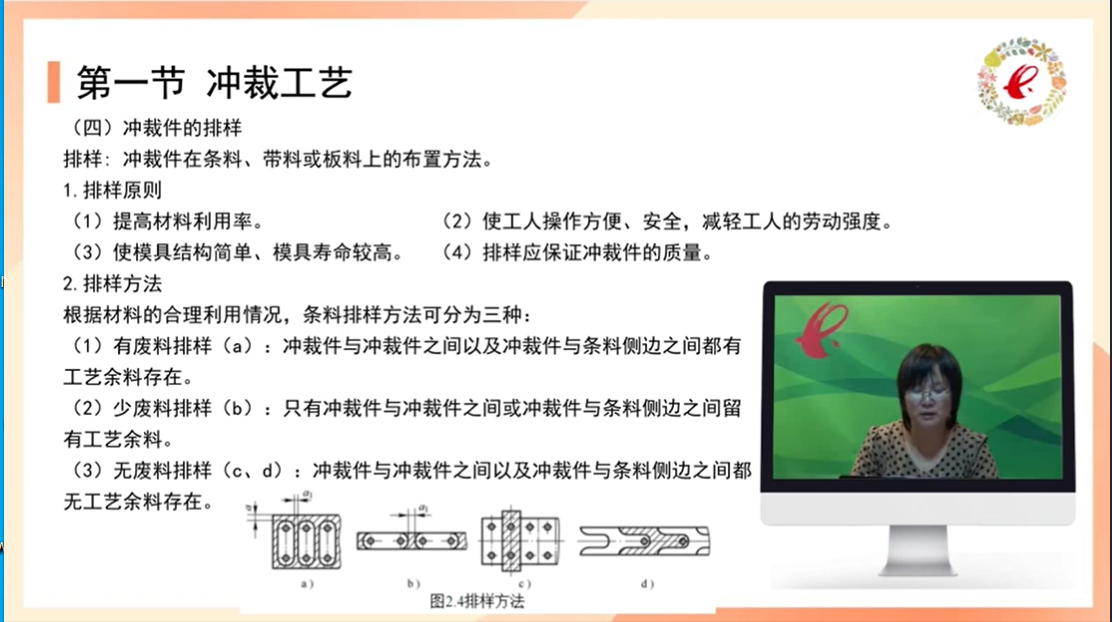 第一节 冲裁工艺
（四）冲裁件的排样
排样：冲裁件在条料、带料或板料上的布置方法。
1.排样原则
（1）提高材料利用率。 （2）使工人操作方便、安全，减轻工人的劳动强度。
（3）使模具结构简单、模具寿命较高。 （4）排样应保证冲裁件的质量。
2.排样方法
根据材料的合理利用情况，条料排样方法可分为三种：
（1）有废料排样（a）：冲裁件与冲裁件之间以及冲裁件与条料侧边之间都有
工艺余料存在。
（2）少废料排样（b）：只有冲裁件与冲裁件之间或冲裁件与条料侧边之间留
有工艺余料。
（3）无废料排样（c、d）：冲裁件与冲裁件之间以及冲裁件与条料侧边之间都
无工艺余料存在。
a a₁ a₁
a) b) c) d)
图2.4排样方法